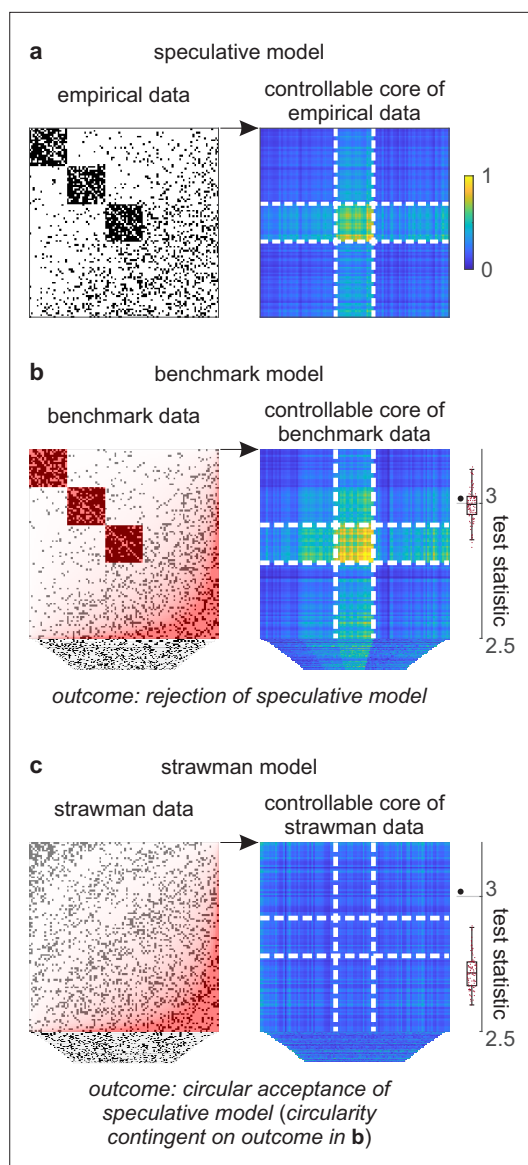 a speculative model
empirical data
controllable core of
empirical data
1
0
b benchmark model
benchmark data
controllable core of
benchmark data
3
test statistic
2.5
outcome: rejection of speculative model
c strawman model
strawman data
controllable core of
strawman data
3
test statistic
2.5
outcome: circular acceptance of
speculative model (circularity
contingent on outcome in b)